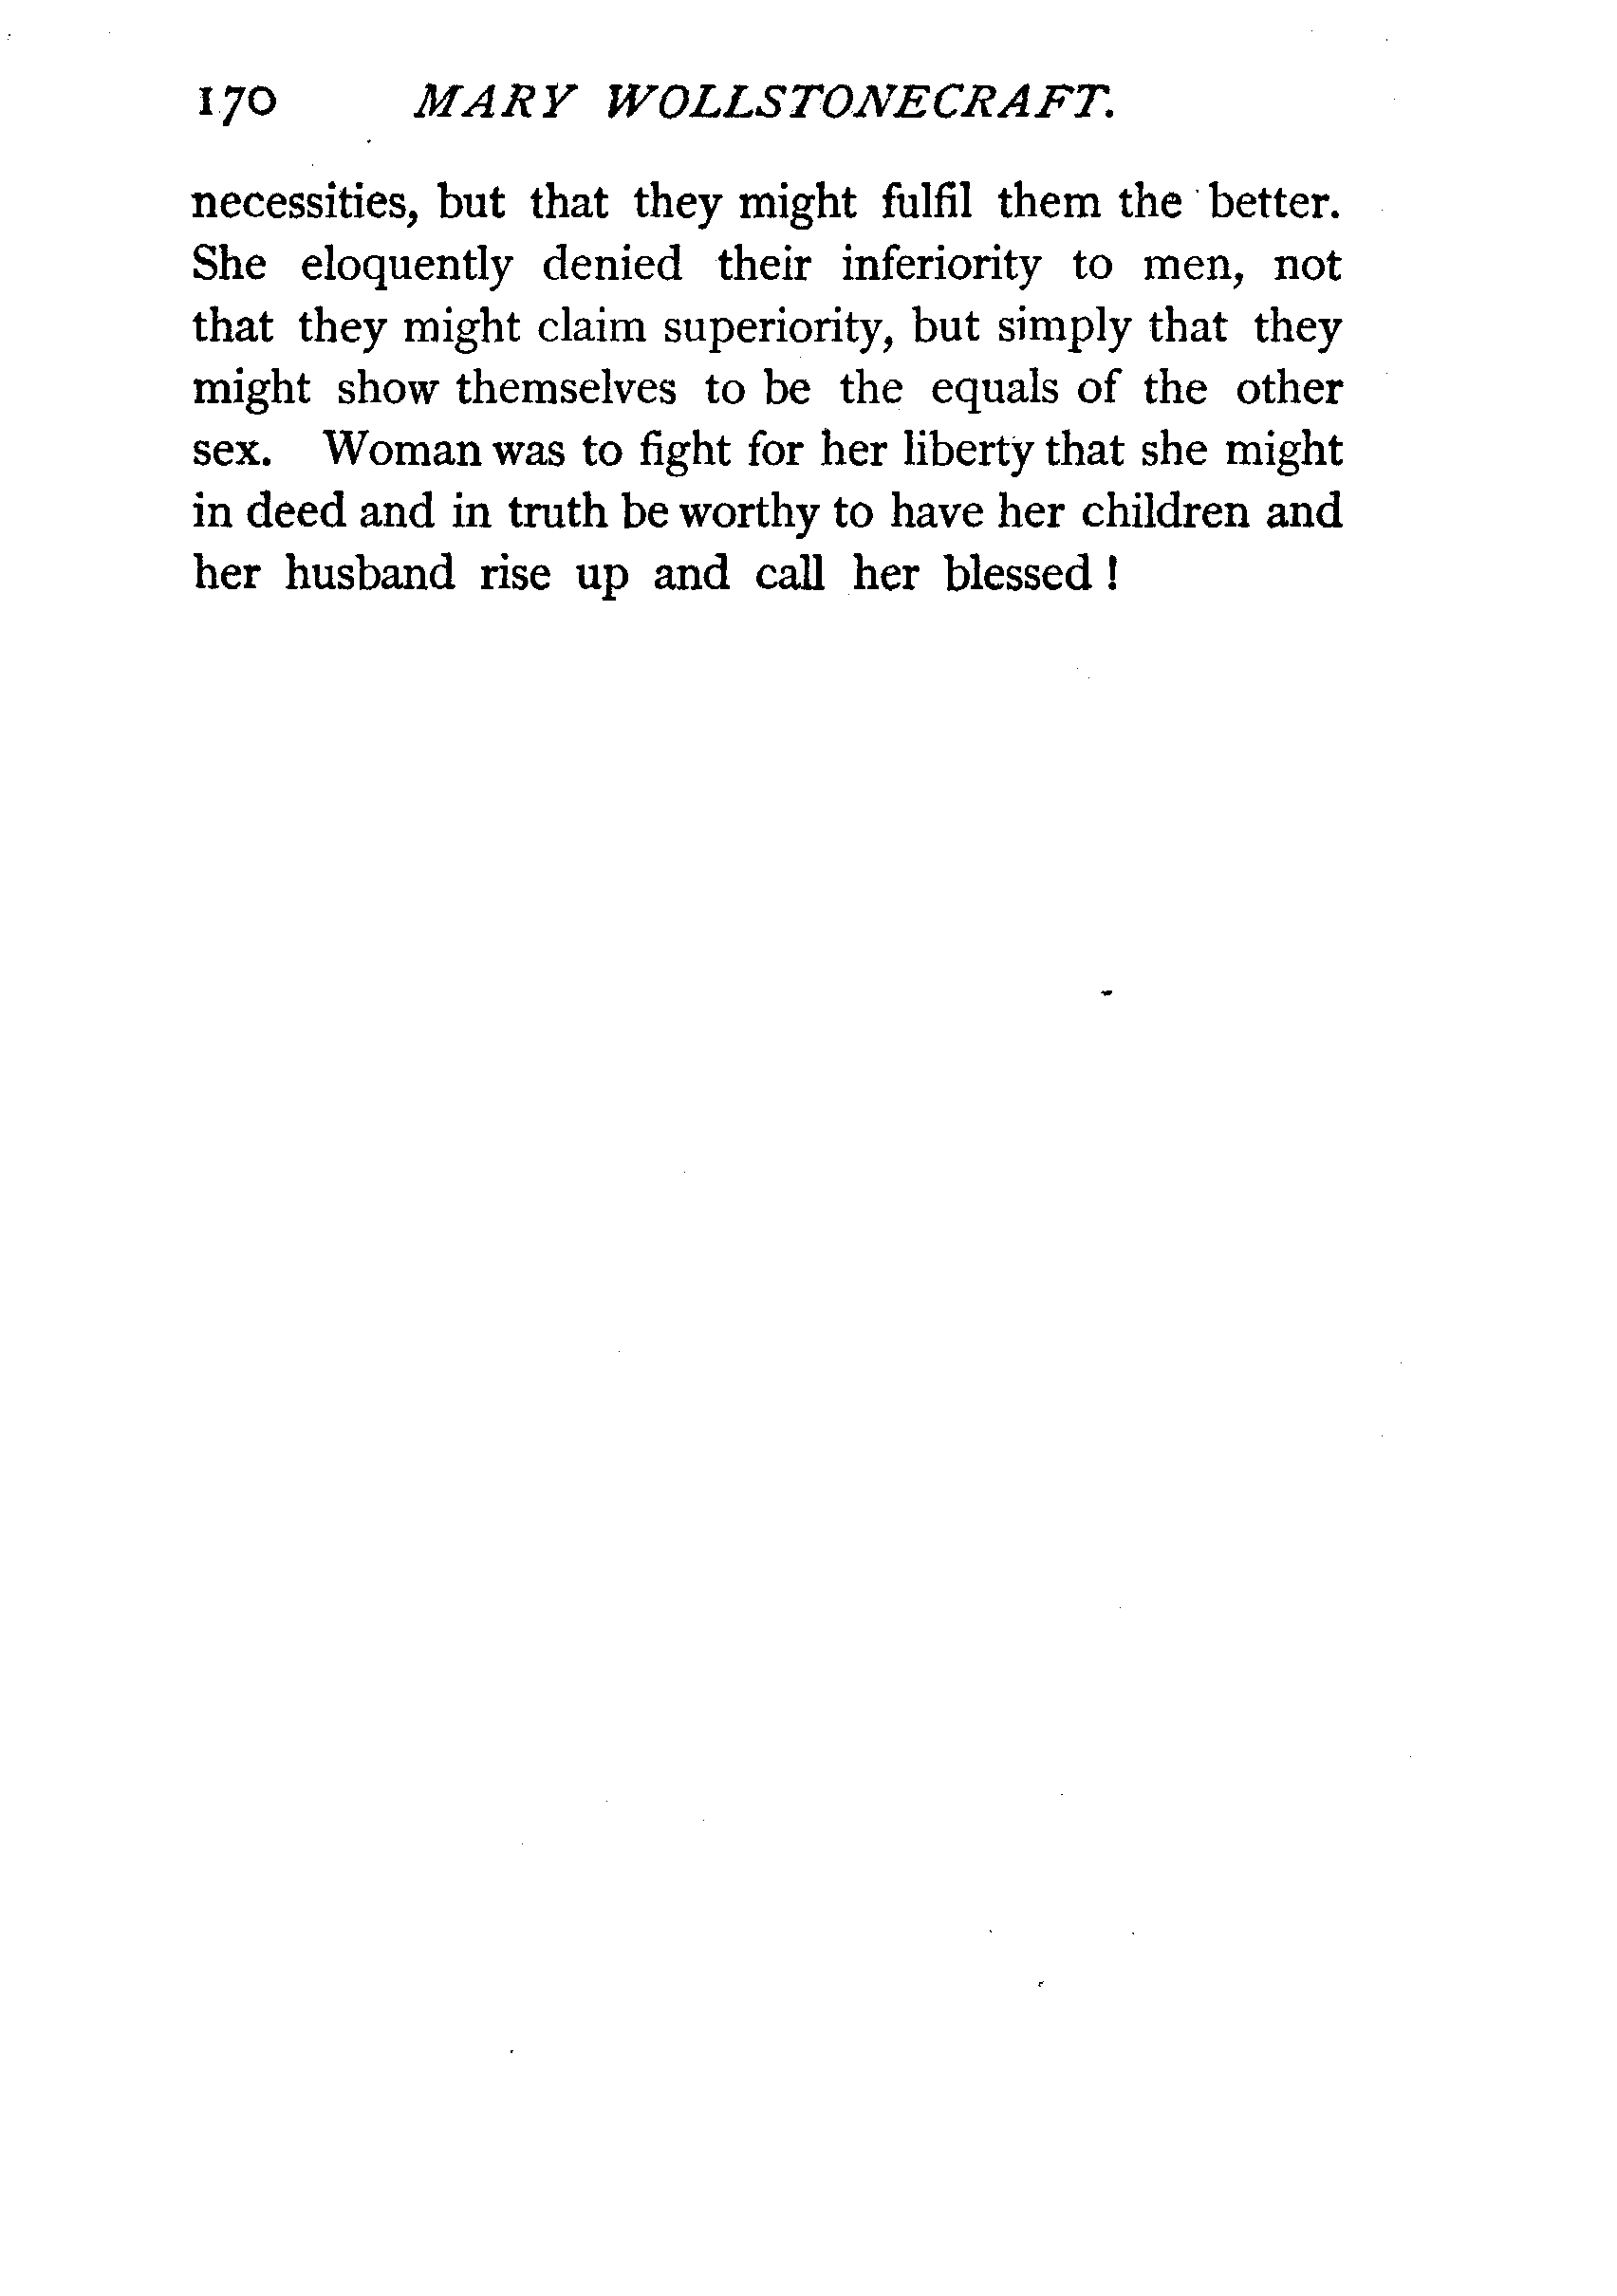 170 MARY WOLLSTONECRAFT.
necessities, but that they might fulfil them the better.
She eloquently denied their inferiority to men, not
that they might claim superiority, but simply that they
might show themselves to be the equals of the other
sex. Woman was to fight for her liberty that she might
in deed and in truth be worthy to have her children and
her husband rise up and call her blessed !